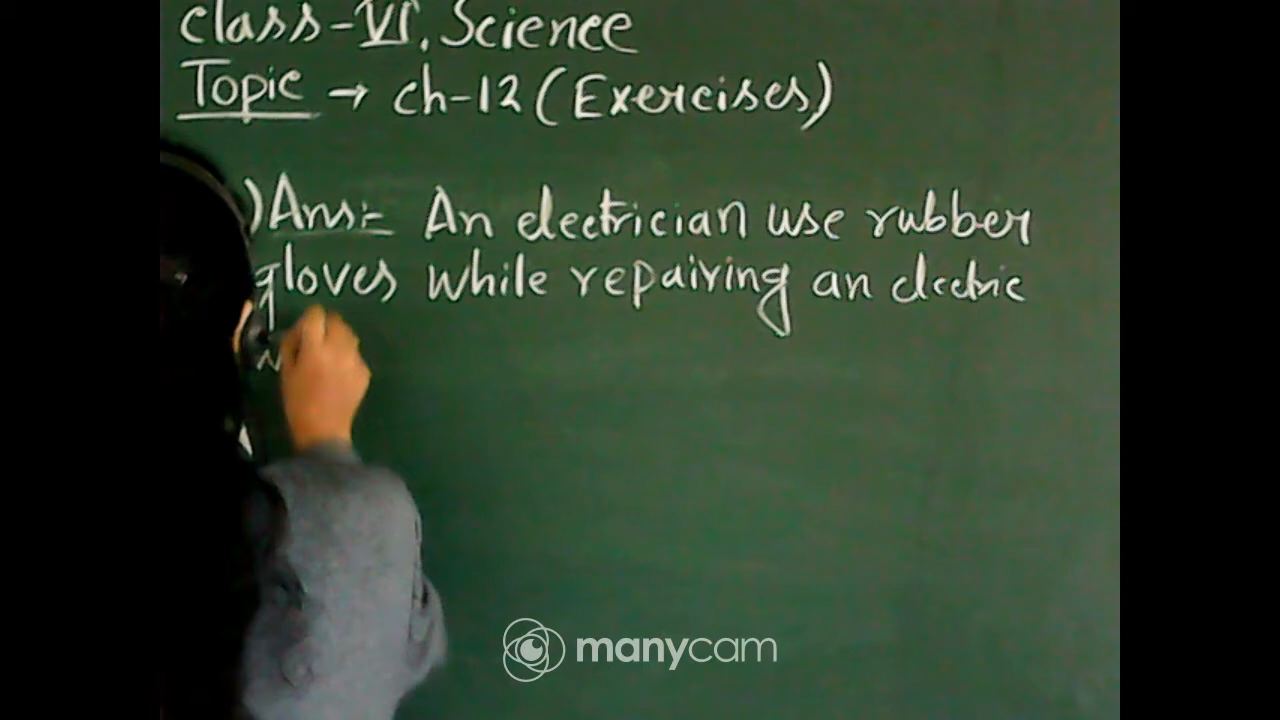 class-VI, Science
Topic → ch-12 (Exercises)
)Ans:- An electrician use rubber
gloves while repairing an electric
manycam